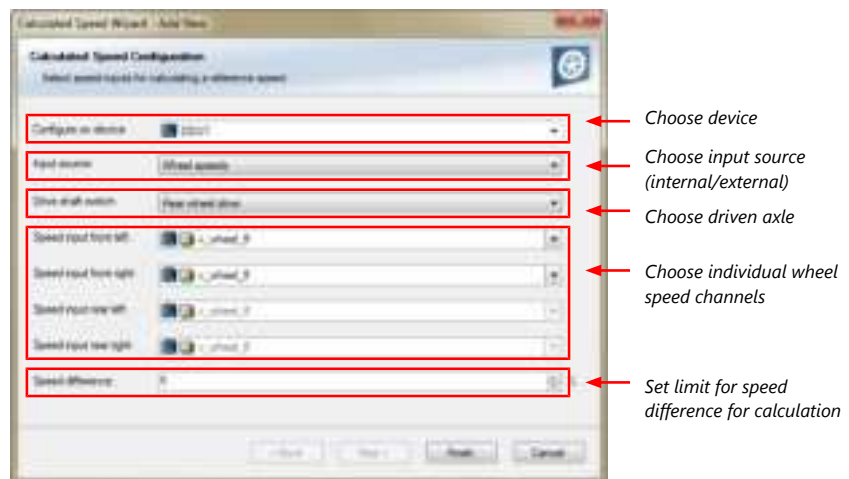 Calculated Speed Wizard - Add New
Calculated Speed Configuration
Select speed inputs for calculating a reference speed
Configure on device
Choose device
Input source
Wheel speeds
Choose input source
(internal/external)
Drive shaft switch
Rear wheel drive
Choose driven axle
Speed input front left
Speed input front right
Choose individual wheel
speed channels
Speed input rear left
Speed input rear right
Speed difference
Set limit for speed
difference for calculation
< Back
Next >
Finish
Cancel